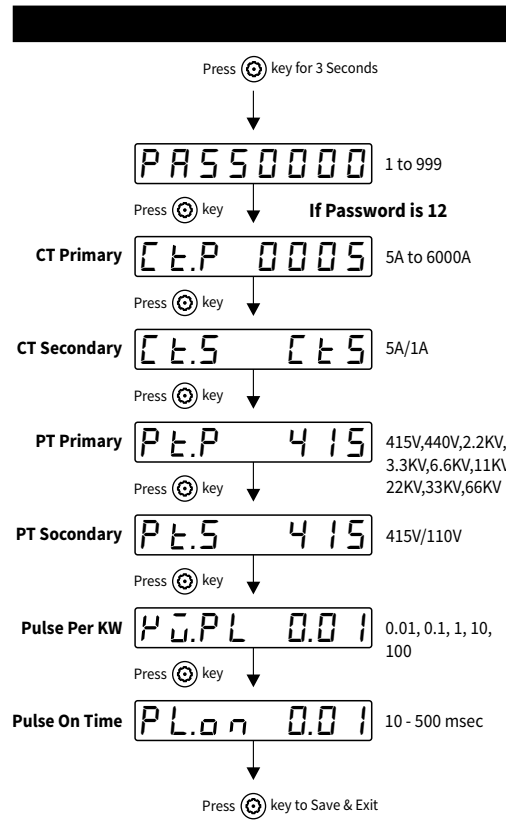 Press key for 3 Seconds
PASS0000 1 to 999
Press key If Password is 12
CT Primary Ct.P 0005 5A to 6000A
Press key
CT Secondary Ct.S Ct5 5A/1A
Press key
PT Primary Pt.P 415 415V,440V,2.2KV,
3.3KV,6.6KV,11KV
Press key 22KV,33KV,66KV
PT Socondary Pt.S 415 415V/110V
Press key
Pulse Per KW 0.01 0.01, 0.1, 1, 10,
100
Press key
Pulse On Time PL.on 0.01 10 - 500 msec
Press key to Save & Exit